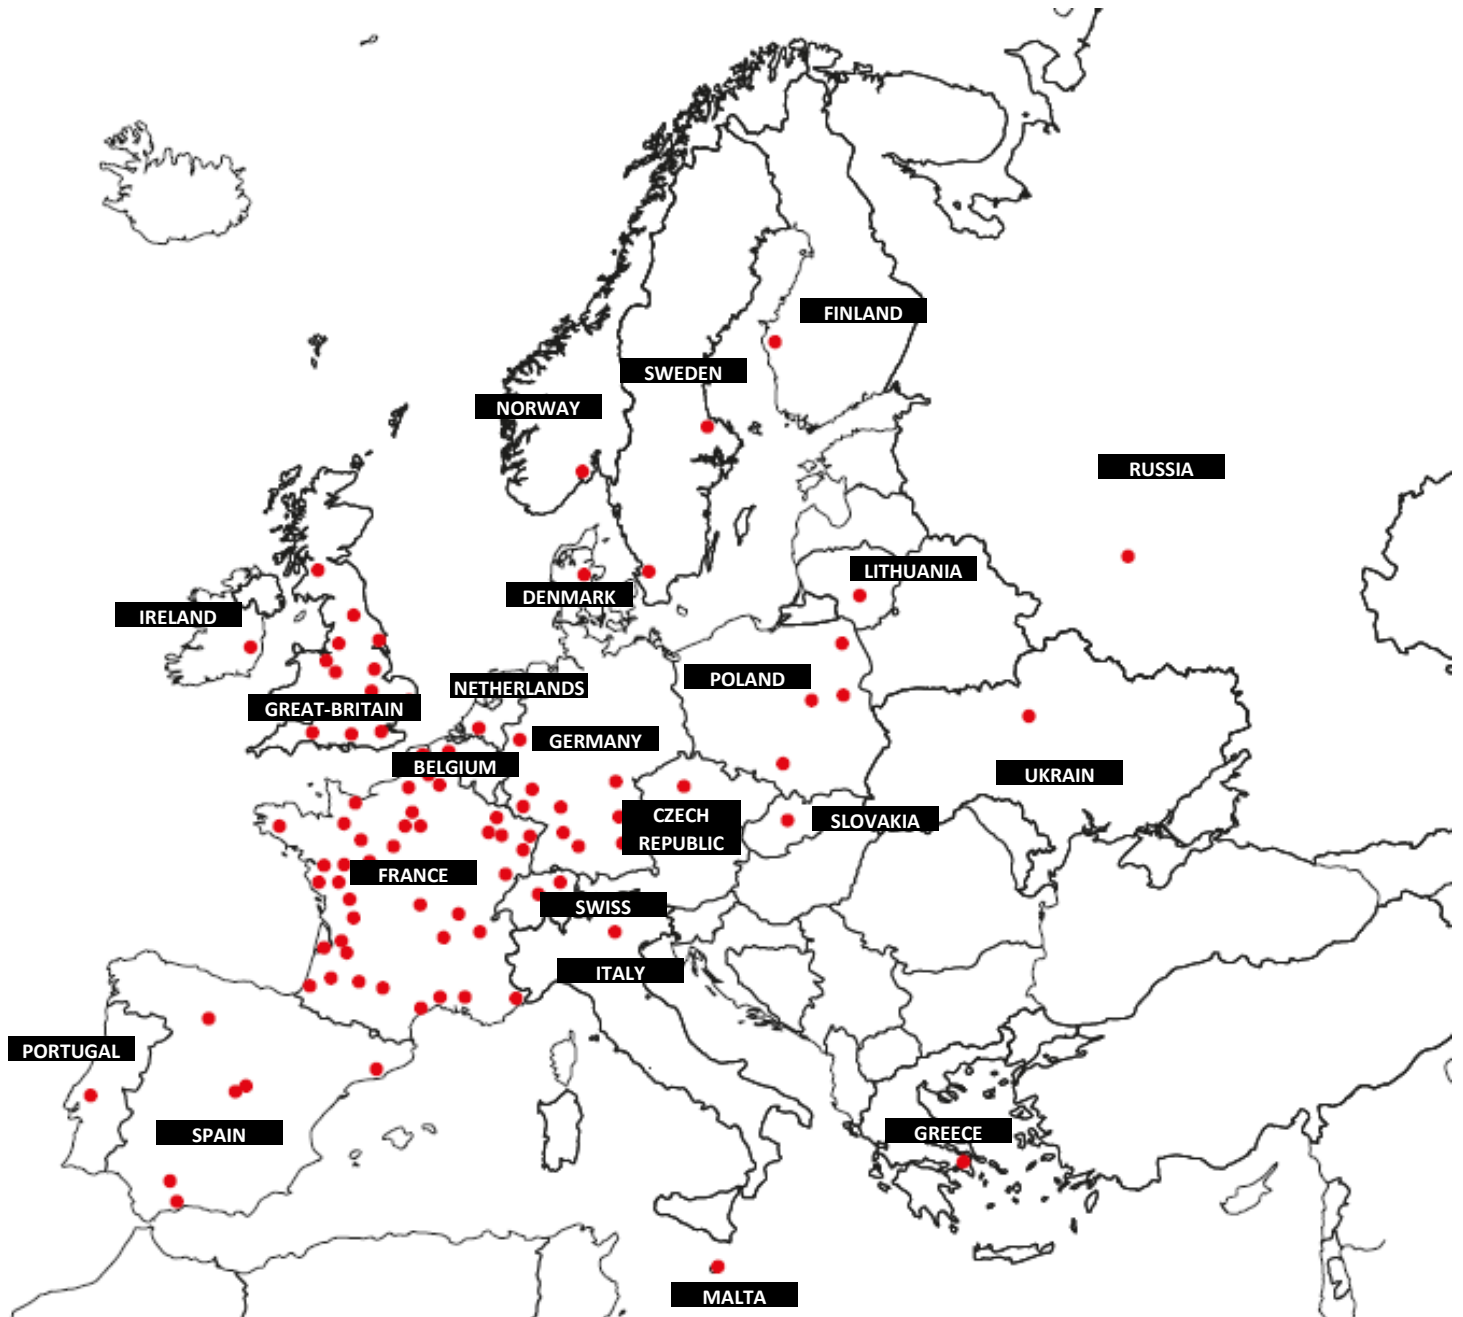 FINLAND
SWEDEN
NORWAY
RUSSIA
LITHUANIA
DENMARK
IRELAND
POLAND
NETHERLANDS
GREAT-BRITAIN
GERMANY
BELGIUM
UKRAIN
CZECH
REPUBLIC
SLOVAKIA
FRANCE
SWISS
ITALY
PORTUGAL
SPAIN
GREECE
MALTA